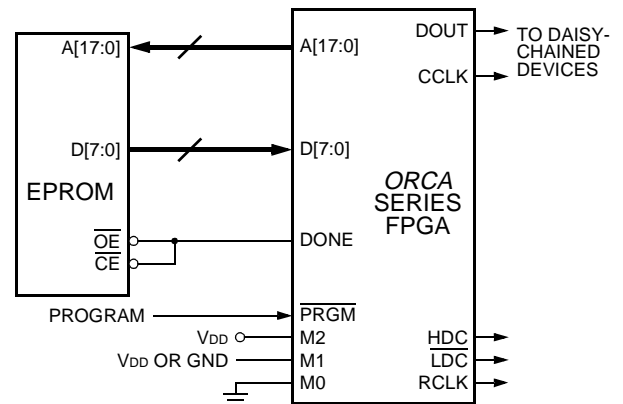 A[17:0]
D[7:0]
EPROM
OE
CE
A[17:0]
D[7:0]
DONE
PRGM
M2
M1
M0
DOUT
CCLK
ORCA
SERIES
FPGA
HDC
LDC
RCLK
TO DAISY-
CHAINED
DEVICES
PROGRAM
VDD
VDD OR GND